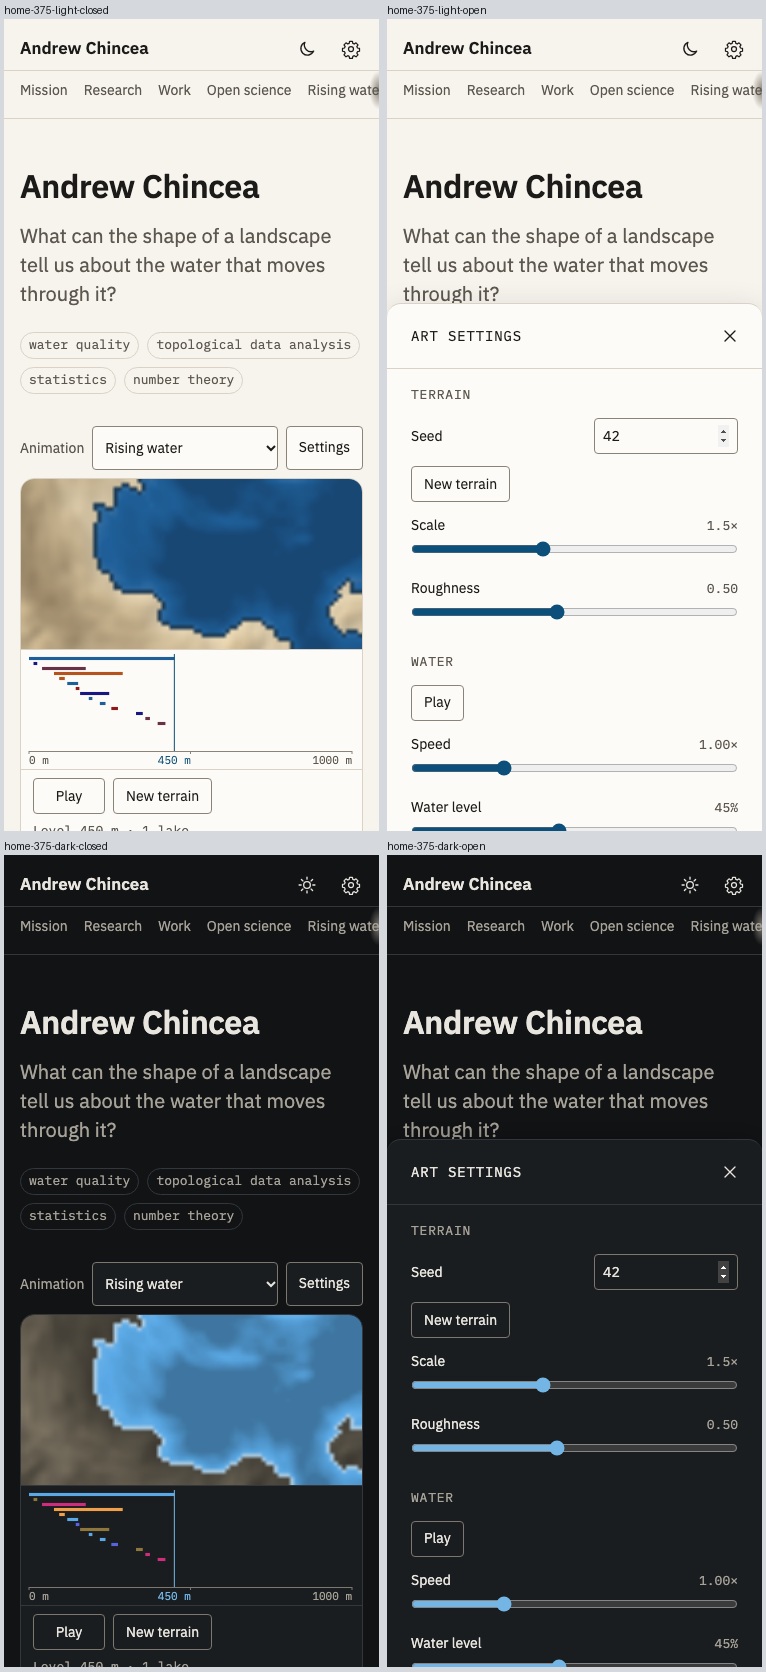 home-375-light-closed
Andrew Chincea
Mission Research Work Open science Rising wate
Andrew Chincea
What can the shape of a landscape
tell us about the water that moves
through it?
water quality topological data analysis
statistics number theory
Animation Rising water Settings
0 m 450 m 1000 m
Play New terrain
Level 450 m · 1 lake
home-375-light-open
Andrew Chincea
Mission Research Work Open science Rising wate
Andrew Chincea
What can the shape of a landscape
tell us about the water that moves
through it?
ART SETTINGS
TERRAIN
Seed 42
New terrain
Scale 1.5×
Roughness 0.50
WATER
Play
Speed 1.00×
Water level 45%
home-375-dark-closed
Andrew Chincea
Mission Research Work Open science Rising wate
Andrew Chincea
What can the shape of a landscape
tell us about the water that moves
through it?
water quality topological data analysis
statistics number theory
Animation Rising water Settings
0 m 450 m 1000 m
Play New terrain
Level 450 m · 1 lake
home-375-dark-open
Andrew Chincea
Mission Research Work Open science Rising wate
Andrew Chincea
What can the shape of a landscape
tell us about the water that moves
through it?
ART SETTINGS
TERRAIN
Seed 42
New terrain
Scale 1.5×
Roughness 0.50
WATER
Play
Speed 1.00×
Water level 45%